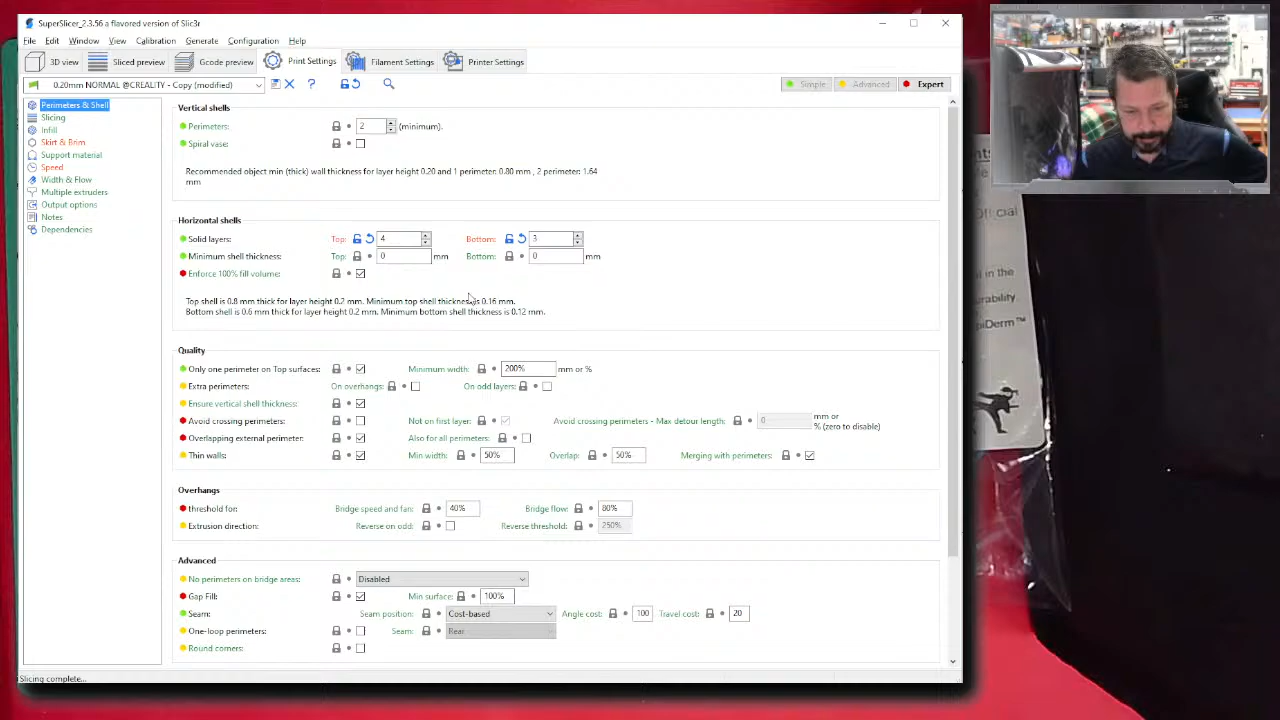 SuperSlicer_2.3.56 a flavored version of Slic3r
File Edit Window View Calibration Generate Configuration Help
3D view Sliced preview Gcode preview Print Settings Filament Settings Printer Settings
0.20mm NORMAL @CREALITY - Copy (modified) ? Simple Advanced Expert
Perimeters & Shell
Slicing
Infill
Skirt & Brim
Support material
Speed
Width & Flow
Multiple extruders
Output options
Notes
Dependencies
Vertical shells
Perimeters: 2 (minimum).
Spiral vase:
Recommended object min (thick) wall thickness for layer height 0.20 and 1 perimeter: 0.80 mm , 2 perimeter: 1.64
mm
Horizontal shells
Solid layers: Top: 4 Bottom: 3
Minimum shell thickness: Top: 0 mm Bottom: 0 mm
Enforce 100% fill volume:
Top shell is 0.8 mm thick for layer height 0.2 mm. Minimum top shell thickness is 0.16 mm.
Bottom shell is 0.6 mm thick for layer height 0.2 mm. Minimum bottom shell thickness is 0.12 mm.
Quality
Only one perimeter on Top surfaces: Minimum width: 200% mm or %
Extra perimeters: On overhangs: On odd layers:
Ensure vertical shell thickness:
Avoid crossing perimeters: Not on first layer: Avoid crossing perimeters - Max detour length: 0 mm or
% (zero to disable)
Overlapping external perimeter: Also for all perimeters:
Thin walls: Min width: 50% Overlap: 50% Merging with perimeters:
Overhangs
threshold for: Bridge speed and fan: 40% Bridge flow: 80%
Extrusion direction: Reverse on odd: Reverse threshold: 250%
Advanced
No perimeters on bridge areas: Disabled
Gap Fill: Min surface: 100%
Seam: Seam position: Cost-based Angle cost: 100 Travel cost: 20
One-loop perimeters: Seam: Rear
Round corners:
Slicing complete...
in the